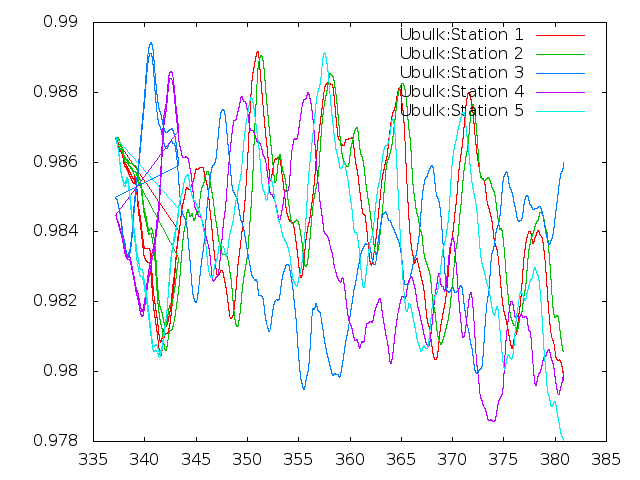 0.99
0.988
0.986
0.984
0.982
0.98
0.978
335 340 345 350 355 360 365 370 375 380 385
Ubulk:Station 1
Ubulk:Station 2
Ubulk:Station 3
Ubulk:Station 4
Ubulk:Station 5